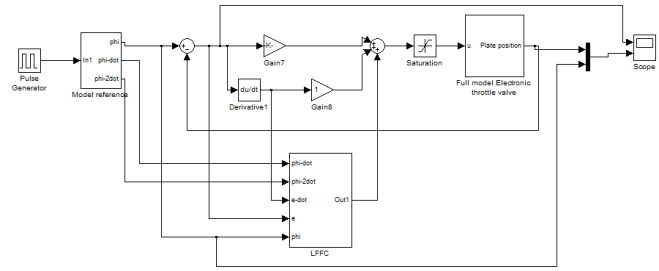 Pulse
Generator
In1
phi
phi-dot
phi-2dot
Model reference
-K-
Gain7
du/dt
Derivative1
1
Gain8
Saturation
u
Plate position
Full model Electronic
throttle valve
Scope
phi-dot
phi-2dot
e-dot
e
phi
Out1
LFFC